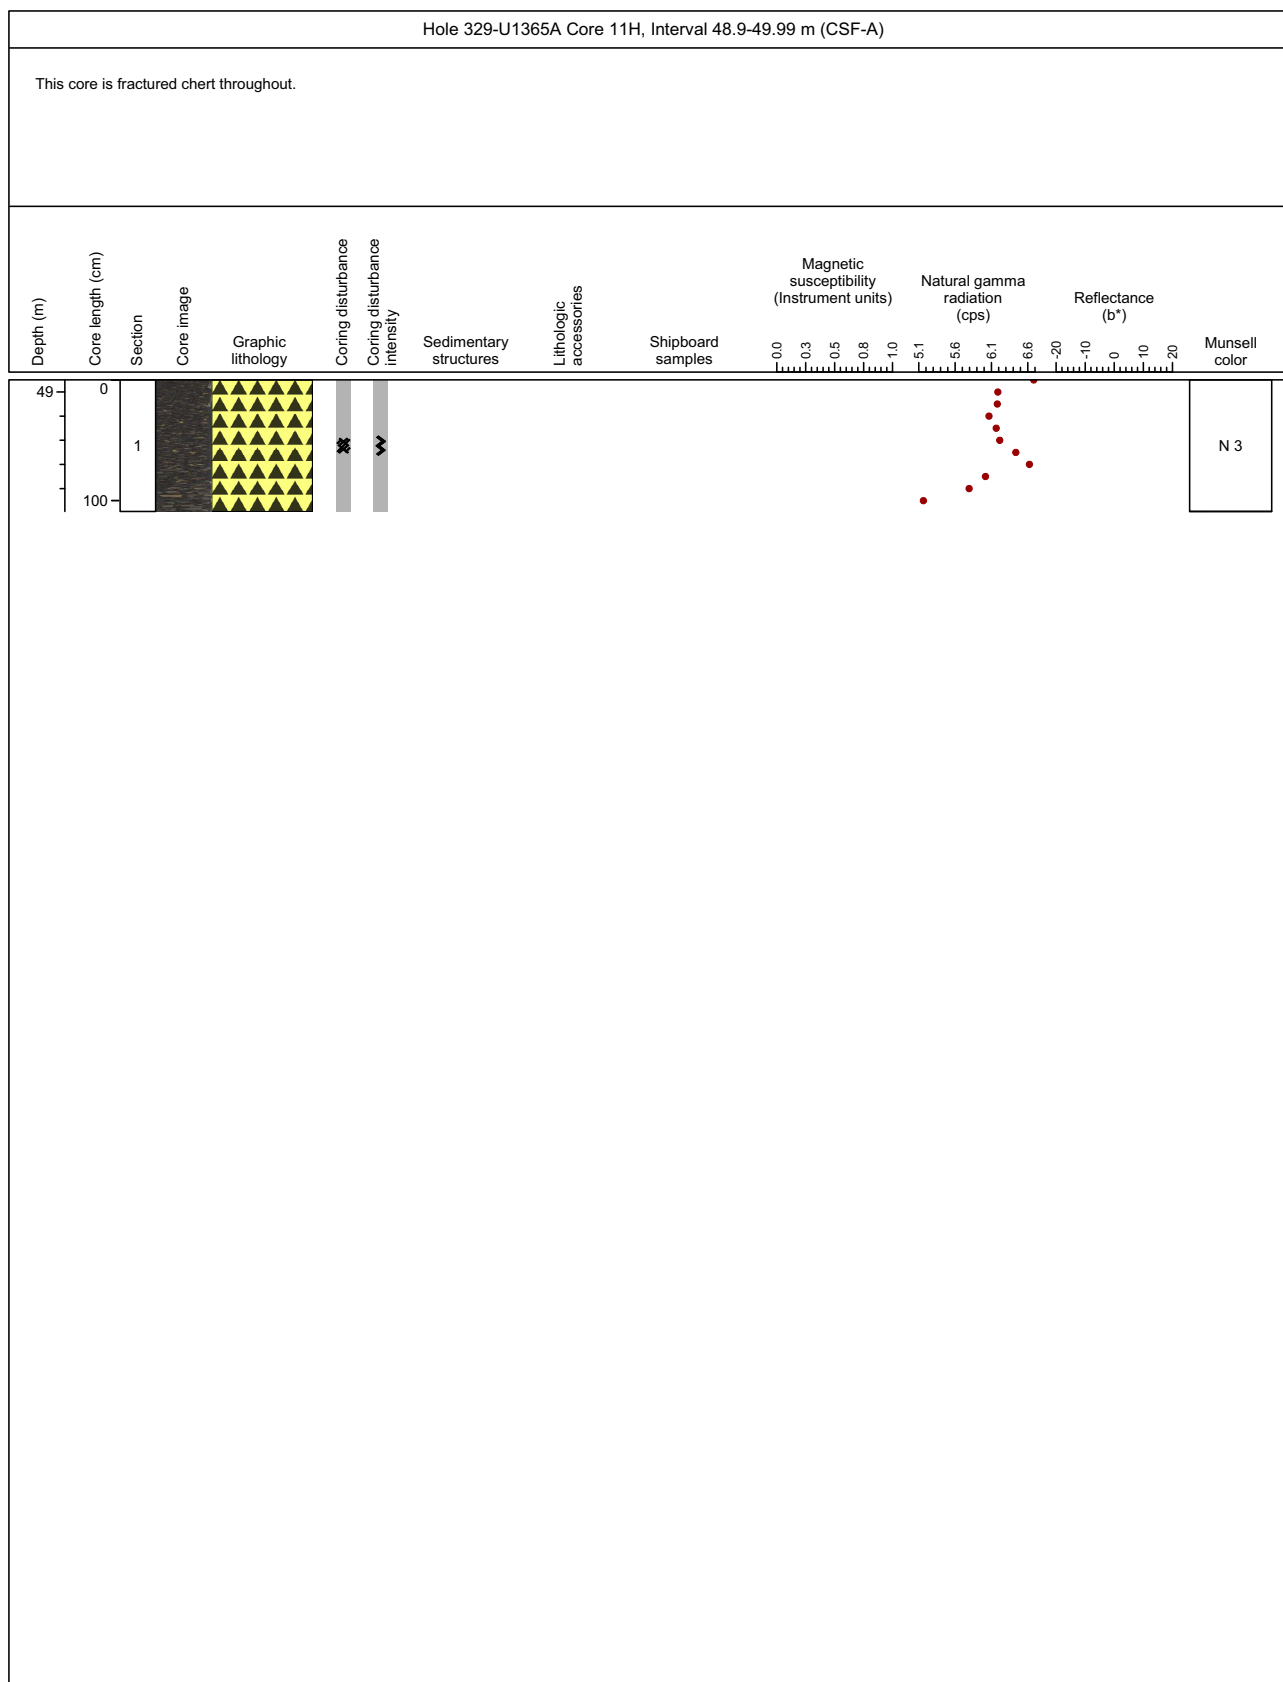 Hole 329-U1365A Core 11H, Interval 48.9-49.99 m (CSF-A)
This core is fractured chert throughout.
Depth (m)
Core length (cm)
Section
Core image
Graphic
lithology
Coring disturbance
Coring disturbance
intensity
Sedimentary
structures
Lithologic
accessories
Shipboard
samples
Magnetic
susceptibility
(Instrument units)
0.0 0.3 0.5 0.8 1.0
Natural gamma
radiation
(cps)
5.1 5.6 6.1 6.6
Reflectance
(b*)
-20 -10 0 10 20
Munsell
color
49
0
100
1
N 3